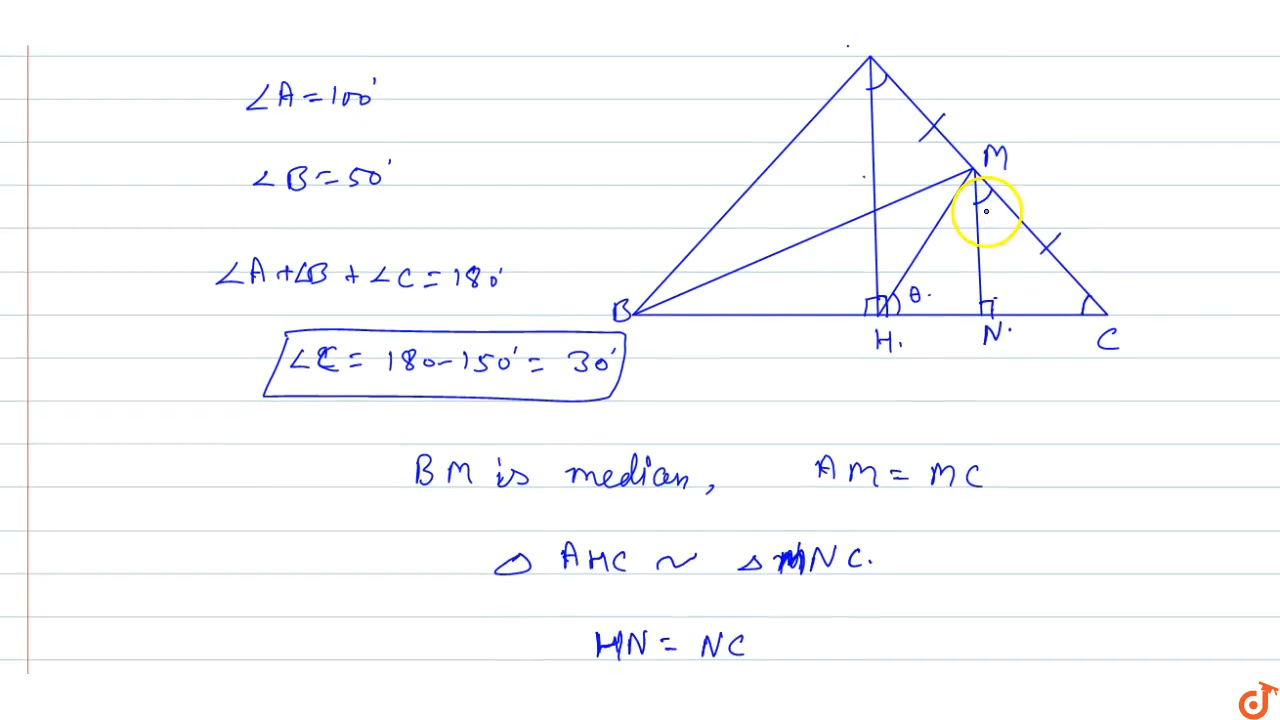 ∠A = 100'
∠B = 50'
∠A + ∠B + ∠C = 180'
∠C = 180 - 150' = 30'
M
B
θ.
H.
N.
C
BM is median, AM = MC
△ AHC ~ △ MNC.
HN = NC